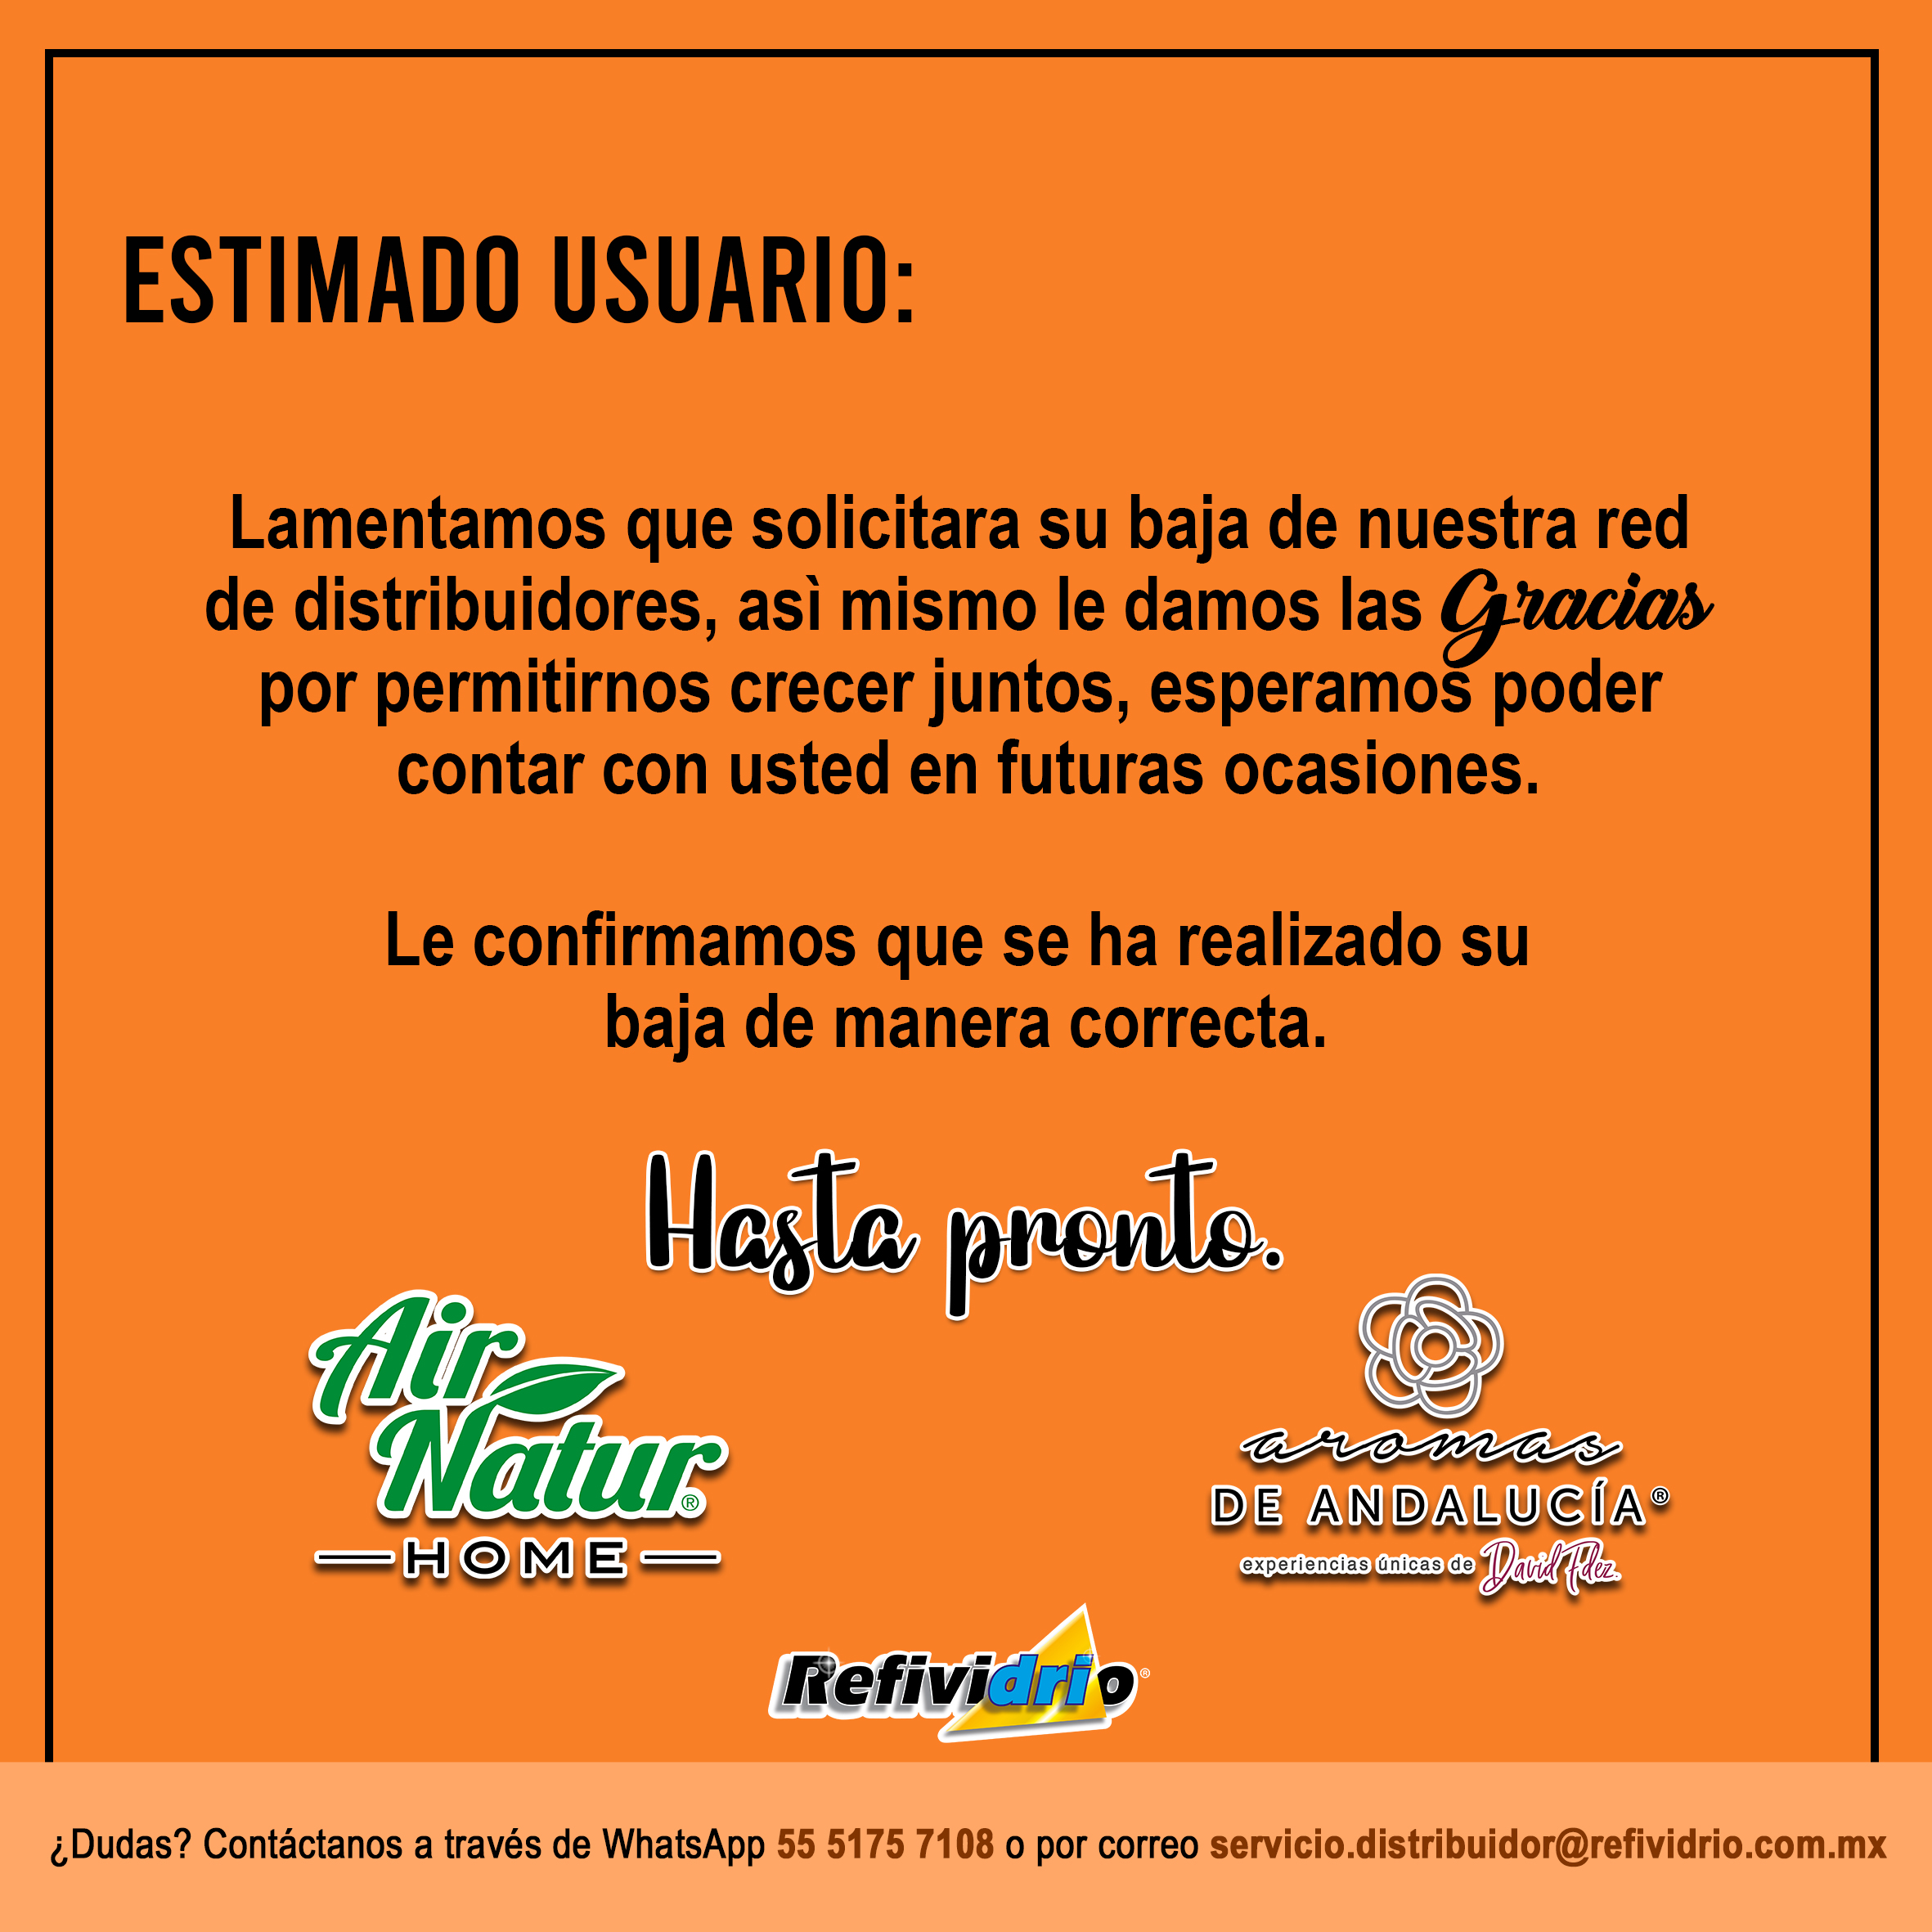 ESTIMADO USUARIO:
Lamentamos que solicitara su baja de nuestra red
de distribuidores, asì mismo le damos las Gracias
por permitirnos crecer juntos, esperamos poder
contar con usted en futuras ocasiones.
Le confirmamos que se ha realizado su
baja de manera correcta.
Hasta pronto.
Air
Natur®
HOME
aromas
DE ANDALUCÍA®
experiencias únicas de David Fdez.
Refividrio®
¿Dudas? Contáctanos a través de WhatsApp 55 5175 7108 o por correo servicio.distribuidor@refividrio.com.mx